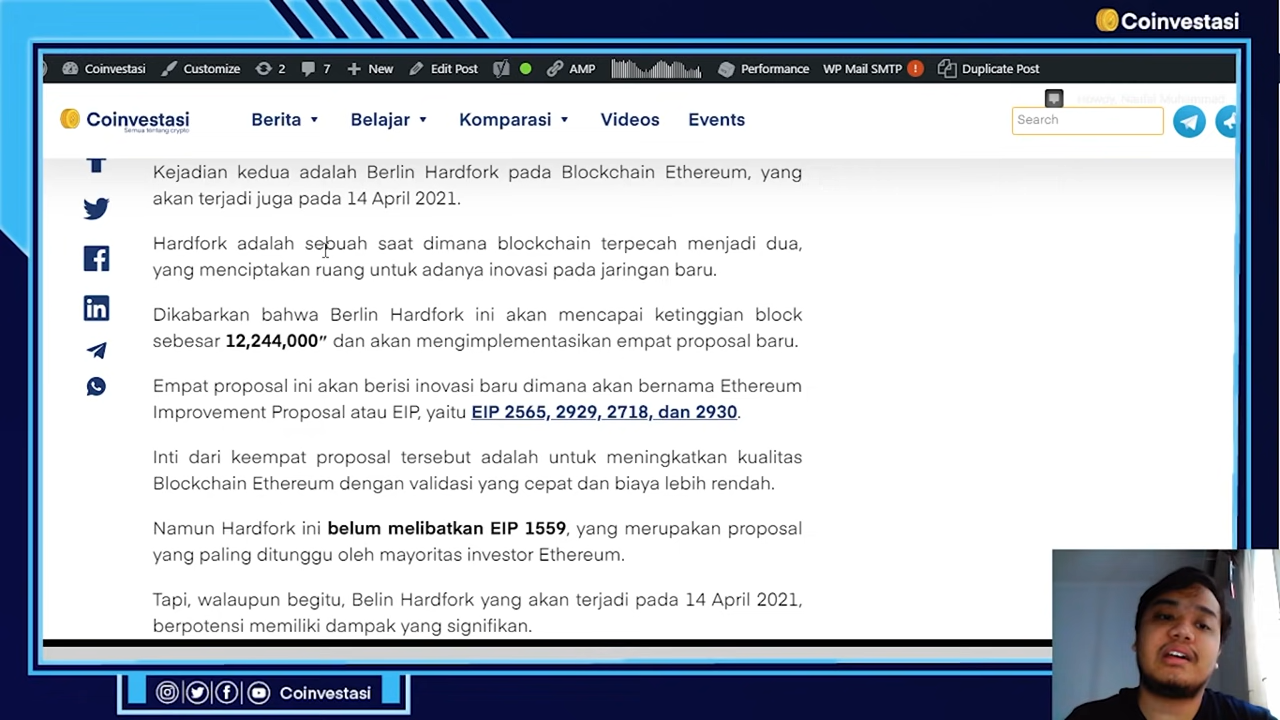 Coinvestasi
Coinvestasi Customize 2 7 New Edit Post AMP Performance WP Mail SMTP ! Duplicate Post
Howdy, Naufal Muhammad
Coinvestasi Berita Belajar Komparasi Videos Events Search
Semua tentang crypto
Kejadian kedua adalah Berlin Hardfork pada Blockchain Ethereum, yang
akan terjadi juga pada 14 April 2021.
Hardfork adalah sebuah saat dimana blockchain terpecah menjadi dua,
yang menciptakan ruang untuk adanya inovasi pada jaringan baru.
Dikabarkan bahwa Berlin Hardfork ini akan mencapai ketinggian block
sebesar 12,244,000” dan akan mengimplementasikan empat proposal baru.
Empat proposal ini akan berisi inovasi baru dimana akan bernama Ethereum
Improvement Proposal atau EIP, yaitu EIP 2565, 2929, 2718, dan 2930.
Inti dari keempat proposal tersebut adalah untuk meningkatkan kualitas
Blockchain Ethereum dengan validasi yang cepat dan biaya lebih rendah.
Namun Hardfork ini belum melibatkan EIP 1559, yang merupakan proposal
yang paling ditunggu oleh mayoritas investor Ethereum.
Tapi, walaupun begitu, Belin Hardfork yang akan terjadi pada 14 April 2021,
berpotensi memiliki dampak yang signifikan.
Coinvestasi